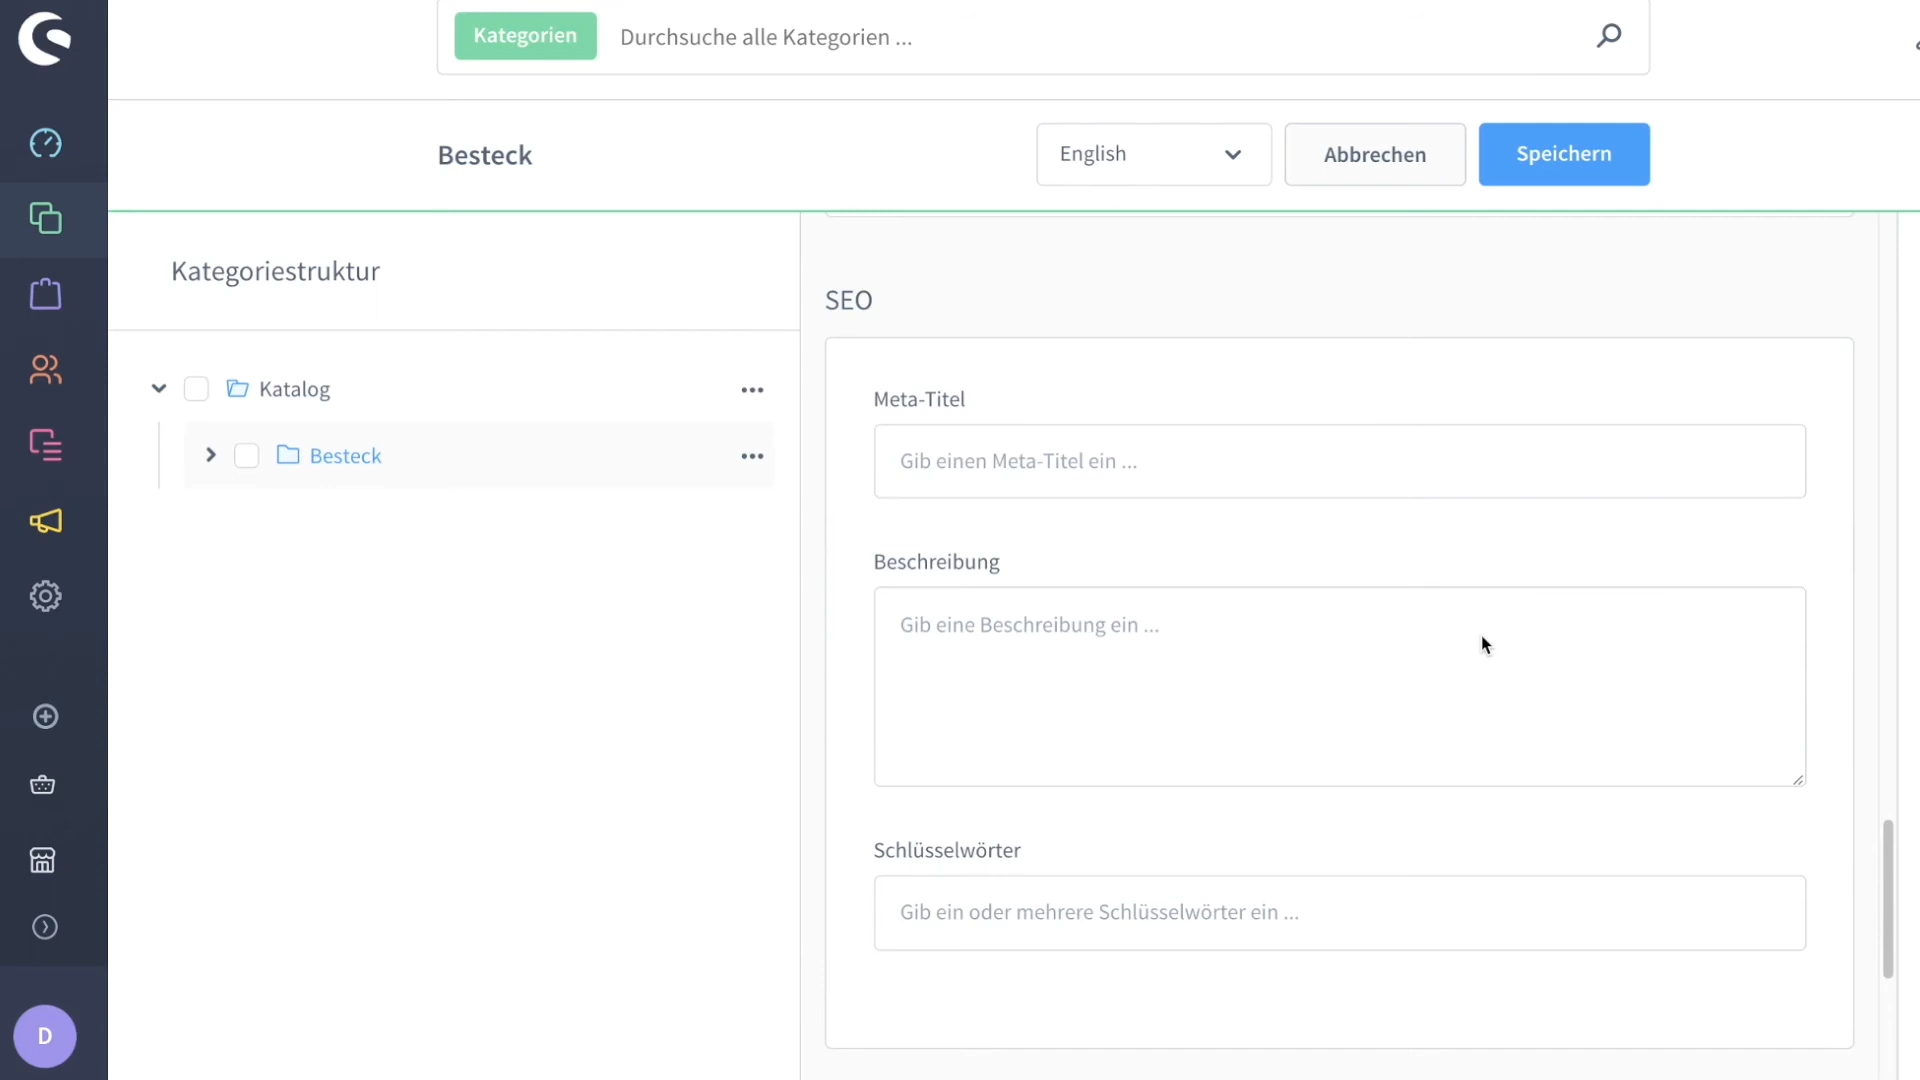 Kategorien
Durchsuche alle Kategorien ...
Besteck
English
Abbrechen
Speichern
Kategoriestruktur
Katalog
Besteck
SEO
Meta-Titel
Gib einen Meta-Titel ein ...
Beschreibung
Gib eine Beschreibung ein ...
Schlüsselwörter
Gib ein oder mehrere Schlüsselwörter ein ...
D